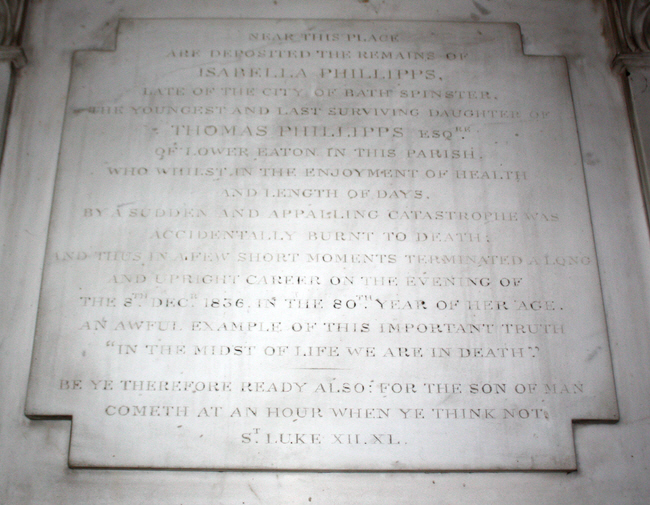 NEAR THIS PLACE
ARE DEPOSITED THE REMAINS OF
ISABELLA PHILLIPPS,
LATE OF THE CITY OF BATH SPINSTER,
THE YOUNGEST AND LAST SURVIVING DAUGHTER OF
THOMAS PHILLIPPS ESQRE
OF LOWER EATON IN THIS PARISH,
WHO WHILST IN THE ENJOYMENT OF HEALTH
AND LENGTH OF DAYS,
BY A SUDDEN AND APPALLING CATASTROPHE WAS
ACCIDENTALLY BURNT TO DEATH;
AND THUS IN A FEW SHORT MOMENTS TERMINATED A LONG
AND UPRIGHT CAREER ON THE EVENING OF
THE 8TH DECR 1836, IN THE 80TH YEAR OF HER AGE.
AN AWFUL EXAMPLE OF THIS IMPORTANT TRUTH
"IN THE MIDST OF LIFE WE ARE IN DEATH".
BE YE THEREFORE READY ALSO: FOR THE SON OF MAN
COMETH AT AN HOUR WHEN YE THINK NOT.
ST LUKE XII. XL.